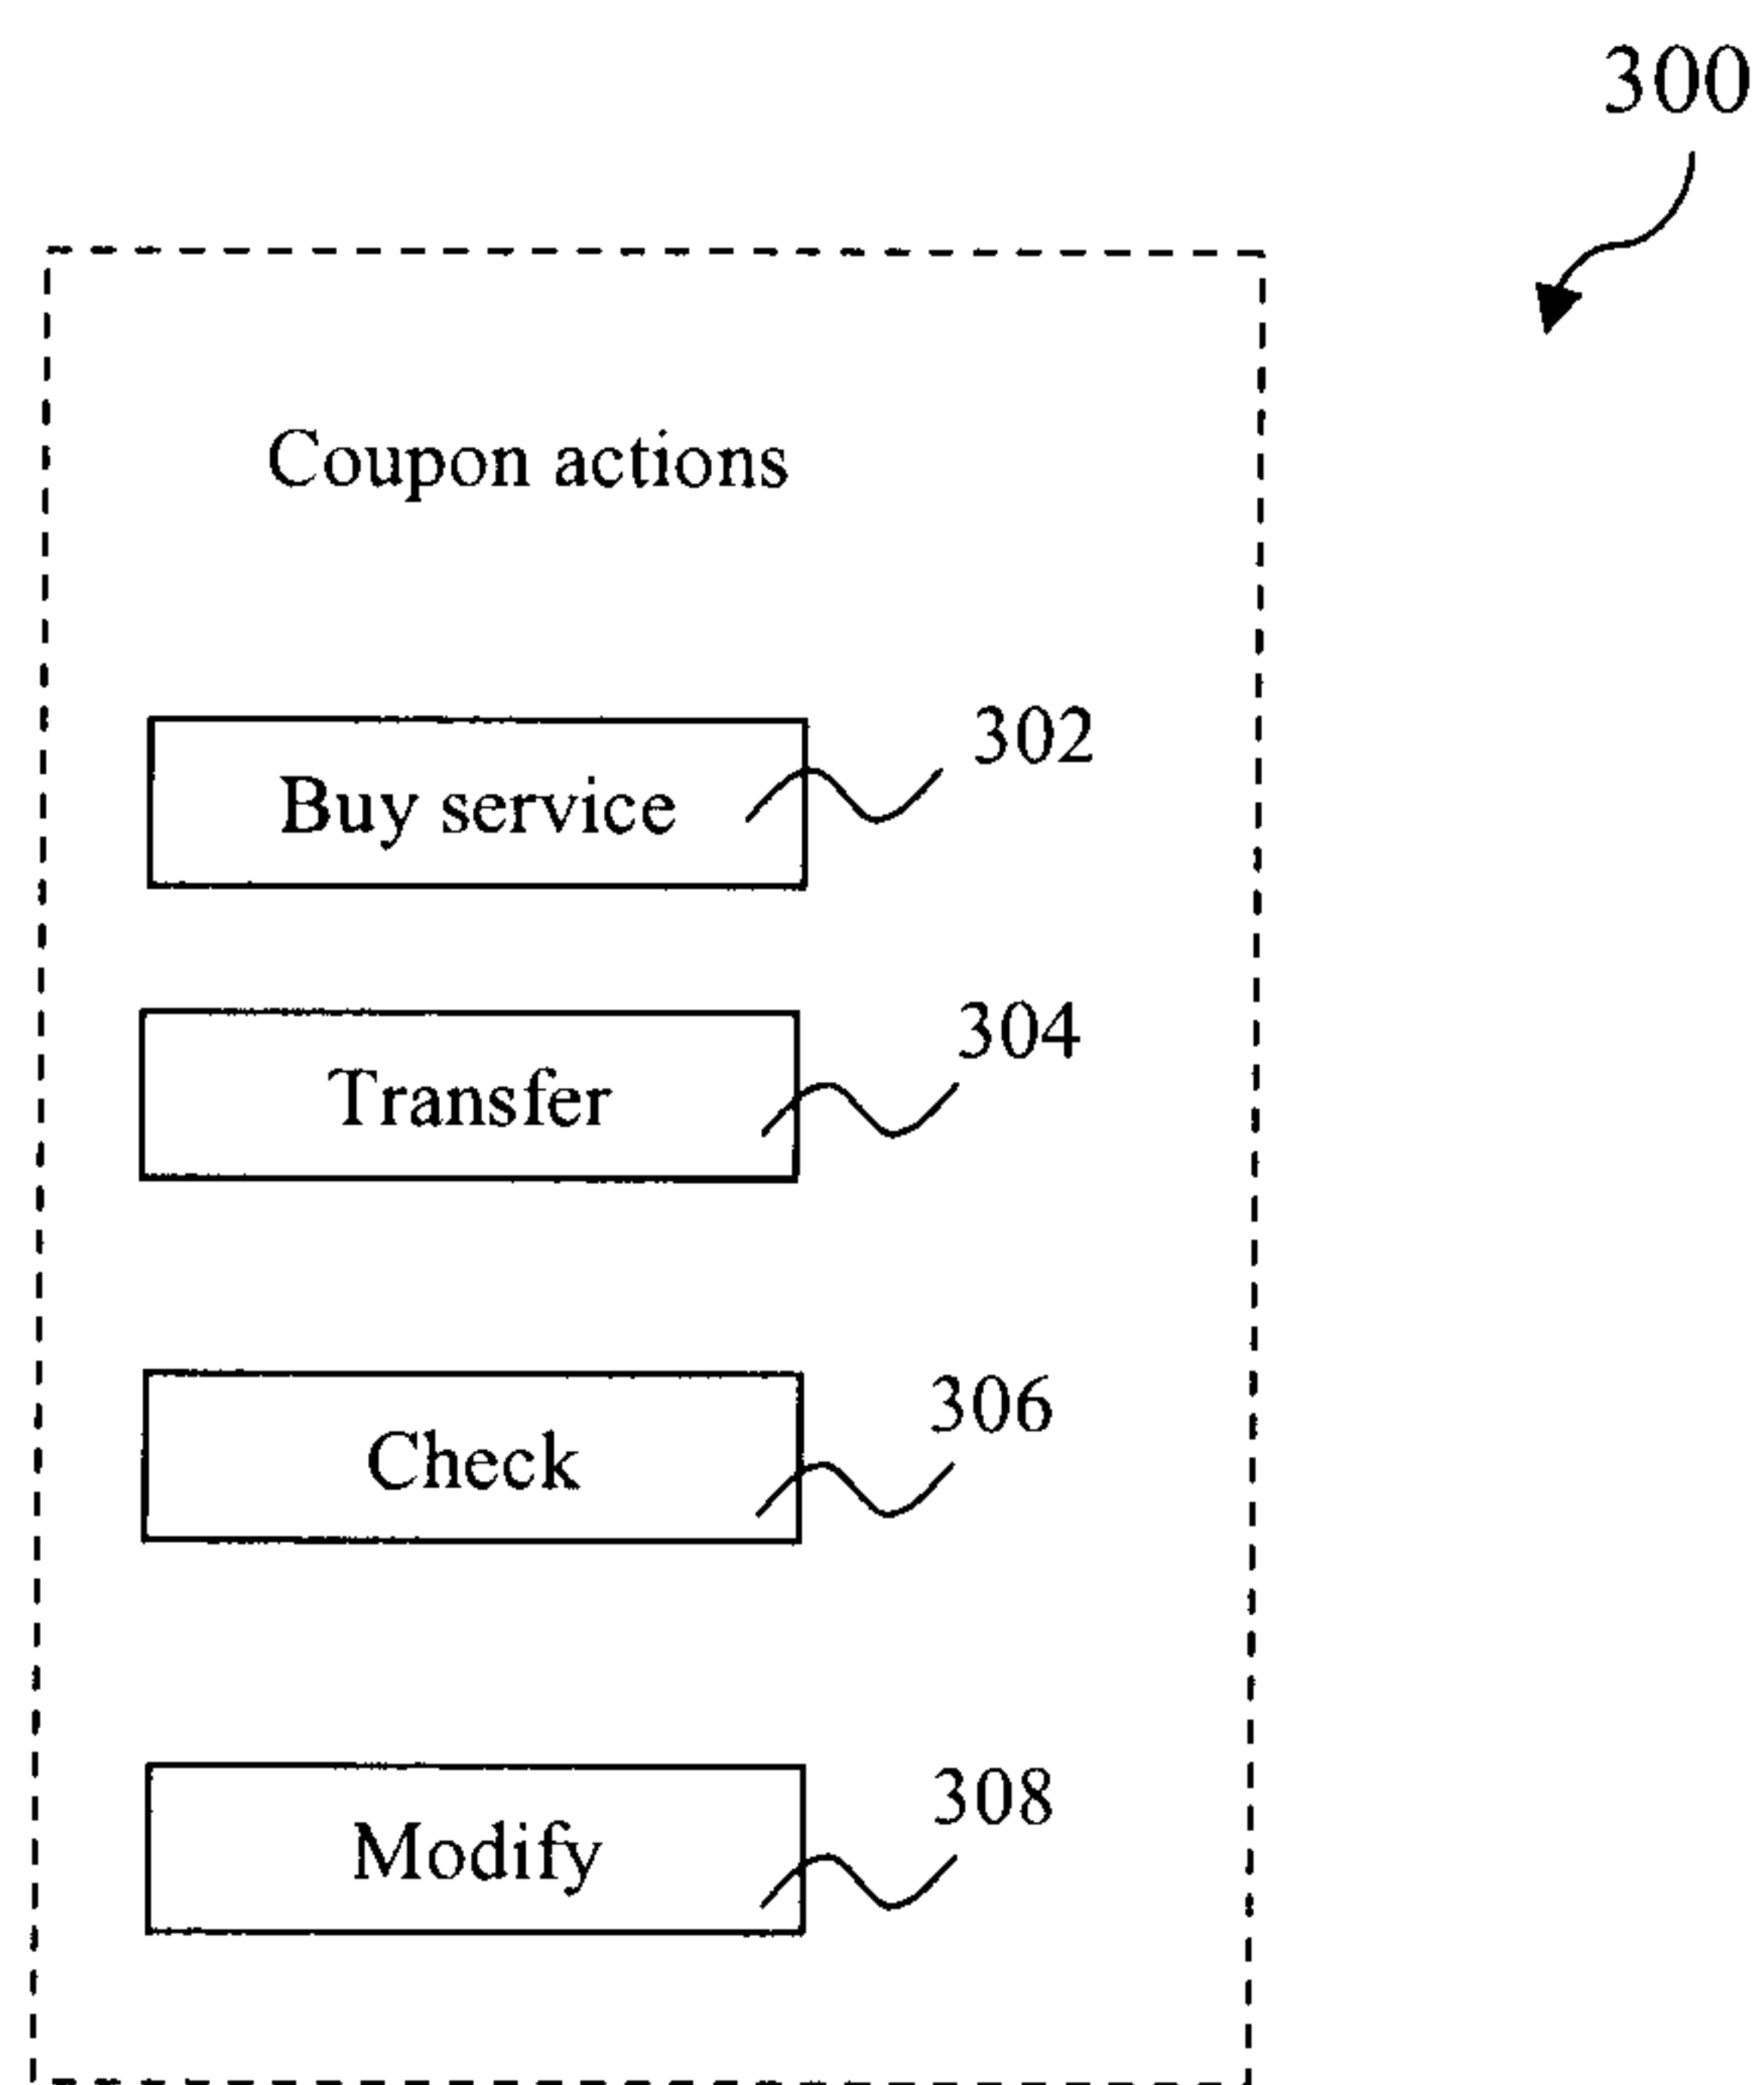 300
Coupon actions
302
Buy service
304
Transfer
306
Check
308
Modify